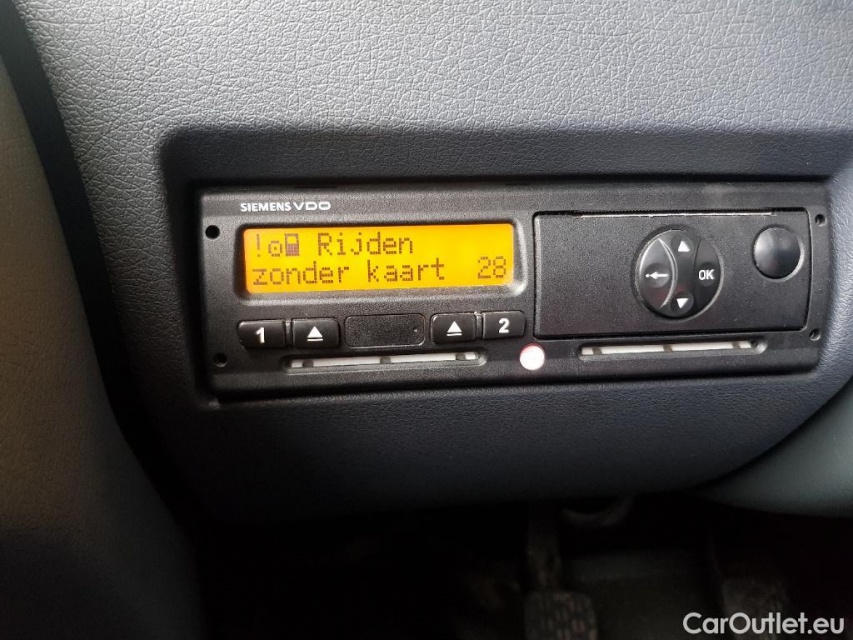 SIEMENS VDO
! Rijden
zonder kaart 28
1
2
OK
CarOutlet.eu